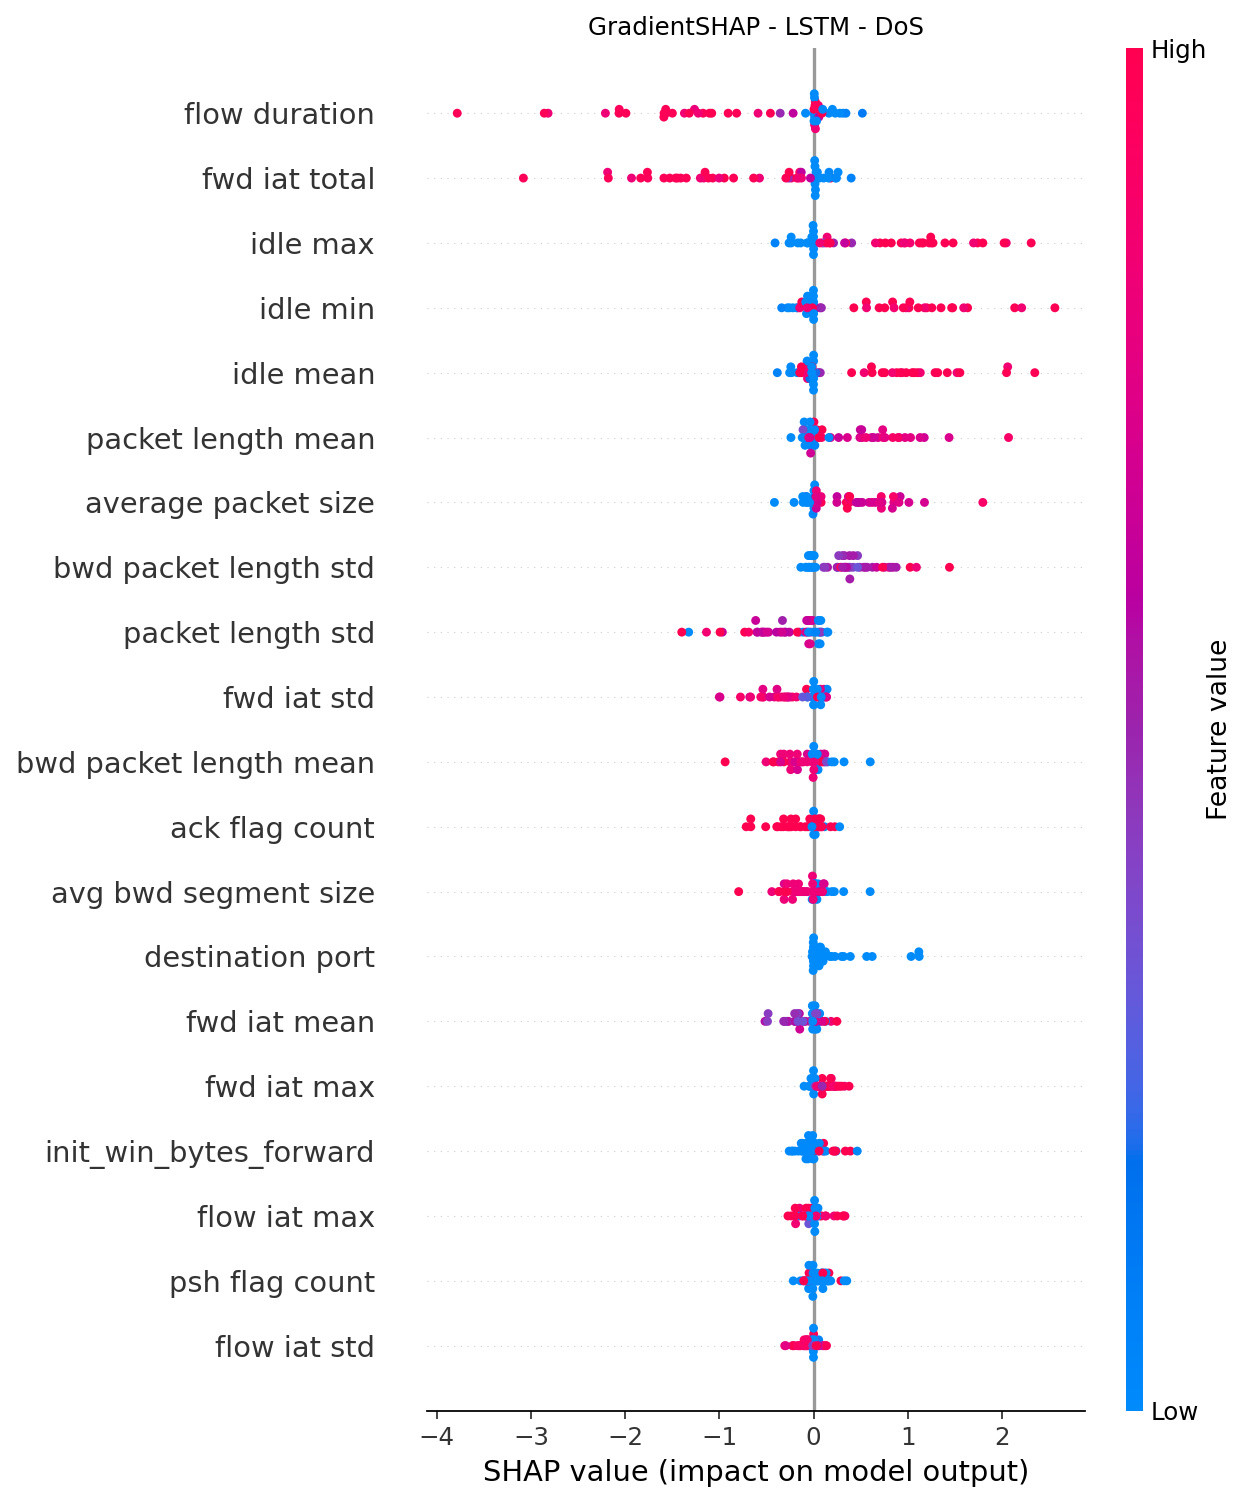 GradientSHAP - LSTM - DoS
High
flow duration
fwd iat total
idle max
idle min
idle mean
packet length mean
average packet size
bwd packet length std
packet length std
fwd iat std
bwd packet length mean
ack flag count
avg bwd segment size
destination port
fwd iat mean
fwd iat max
init_win_bytes_forward
flow iat max
psh flag count
flow iat std
Feature value
Low
−4 −3 −2 −1 0 1 2
SHAP value (impact on model output)